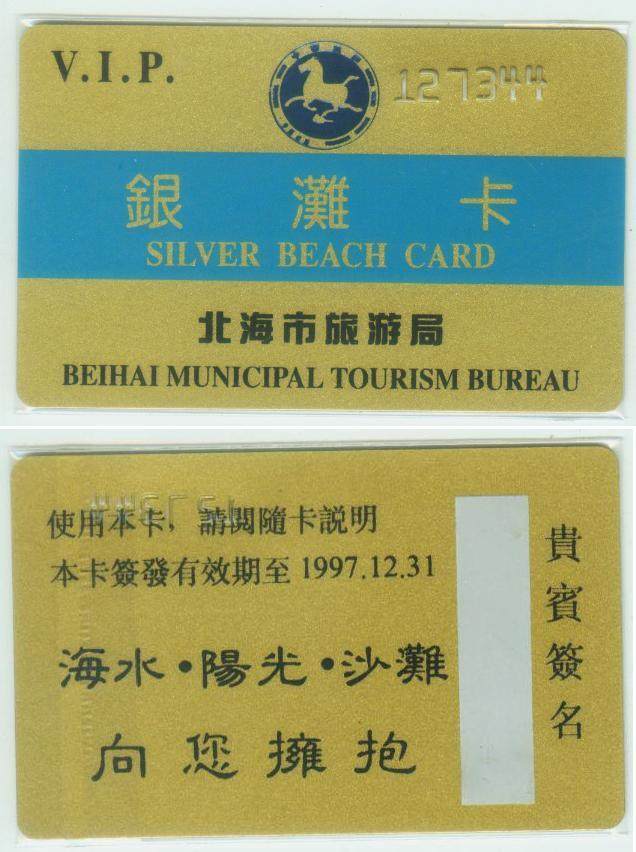 V.I.P.
127344
銀灘卡
SILVER BEACH CARD
北海市旅游局
BEIHAI MUNICIPAL TOURISM BUREAU
使用本卡，請閲隨卡説明
本卡簽發有效期至 1997.12.31
海水·陽光·沙灘
向您擁抱
貴賓簽名